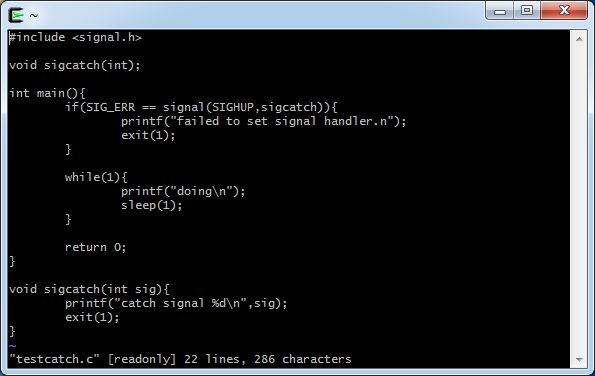 ~
#include <signal.h>

void sigcatch(int);

int main(){
        if(SIG_ERR == signal(SIGHUP,sigcatch)){
                printf("failed to set signal handler.n");
                exit(1);
        }

        while(1){
                printf("doing\n");
                sleep(1);
        }

        return 0;
}

void sigcatch(int sig){
        printf("catch signal %d\n",sig);
        exit(1);
}
~
"testcatch.c" [readonly] 22 lines, 286 characters